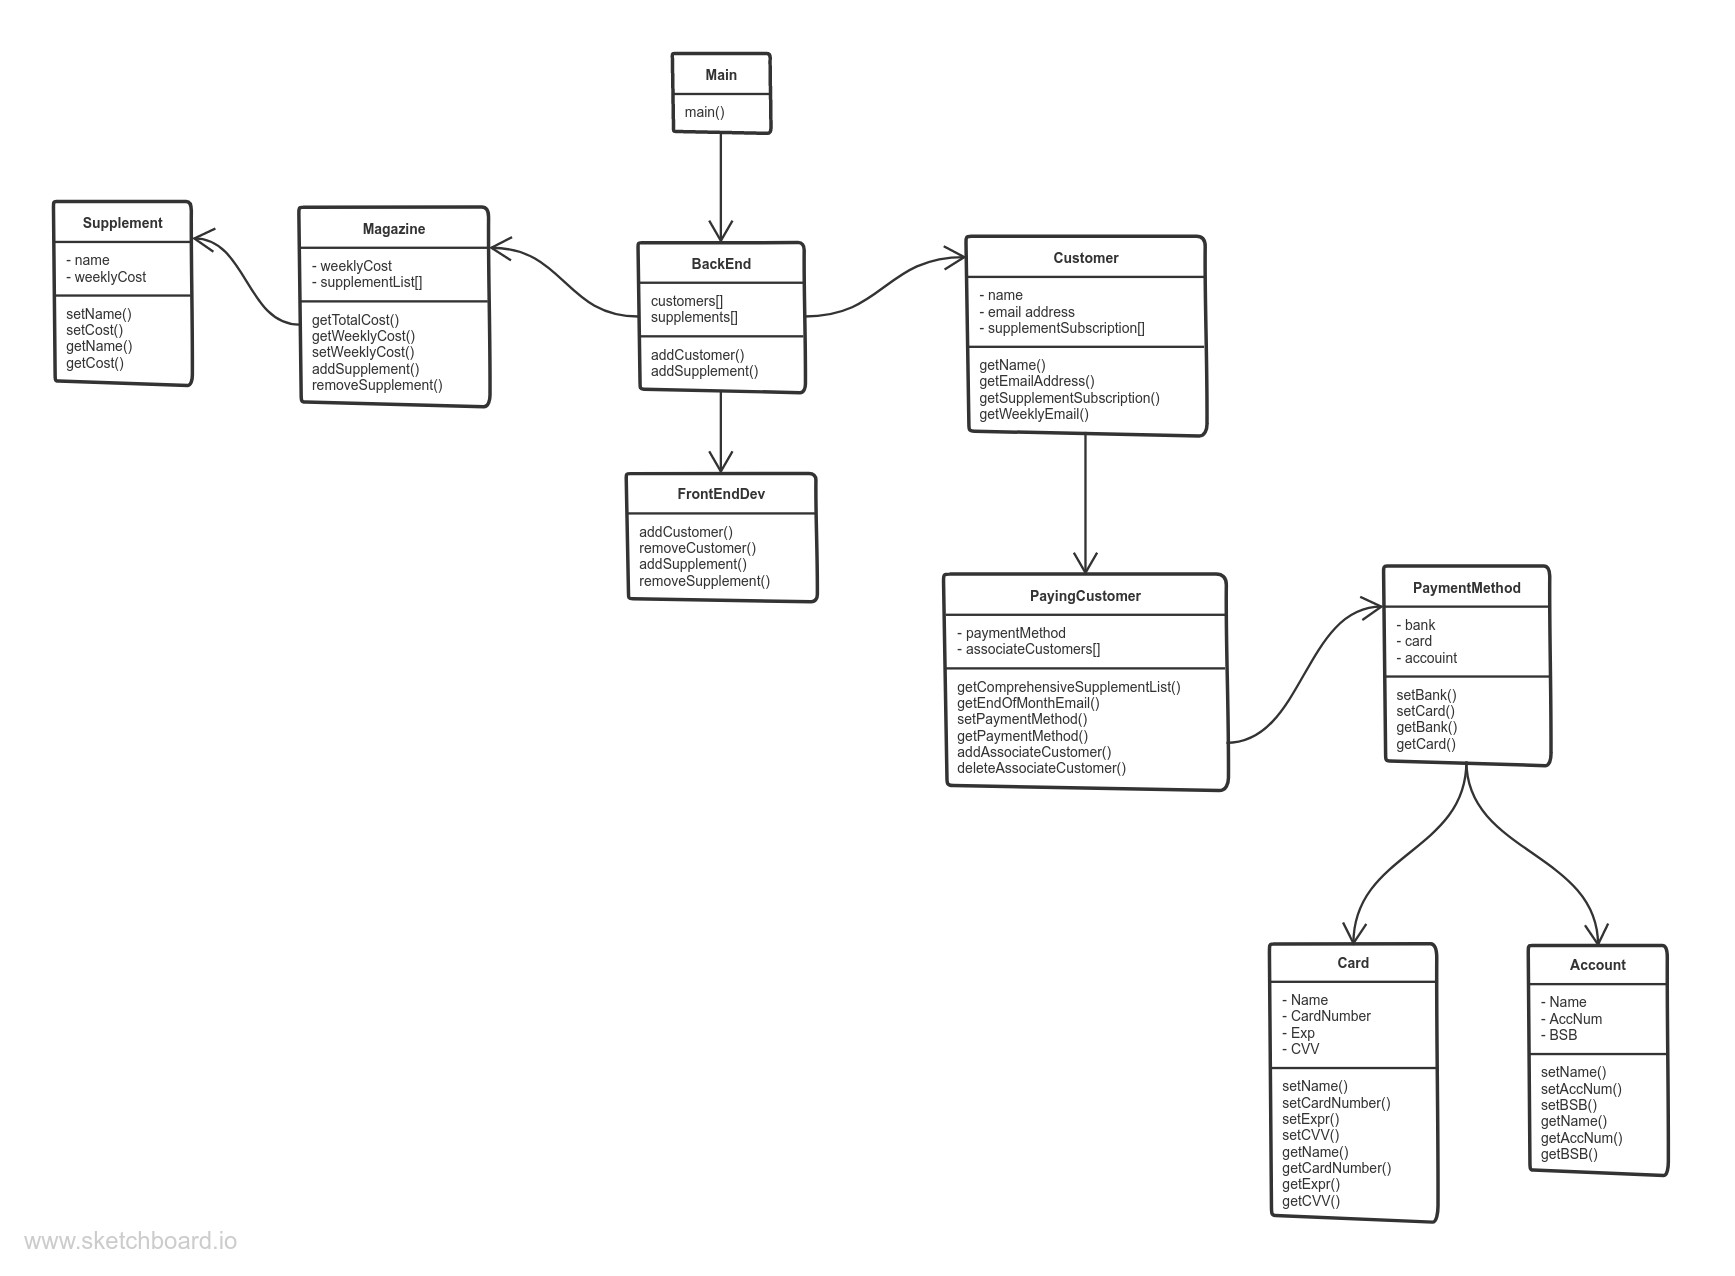 Main
main()
Supplement
- name
- weeklyCost
setName()
setCost()
getName()
getCost()
Magazine
- weeklyCost
- supplementList[]
getTotalCost()
getWeeklyCost()
setWeeklyCost()
addSupplement()
removeSupplement()
BackEnd
customers[]
supplements[]
addCustomer()
addSupplement()
Customer
- name
- email address
- supplementSubscription[]
getName()
getEmailAddress()
getSupplementSubscription()
getWeeklyEmail()
FrontEndDev
addCustomer()
removeCustomer()
addSupplement()
removeSupplement()
PayingCustomer
- paymentMethod
- associateCustomers[]
getComprehensiveSupplementList()
getEndOfMonthEmail()
setPaymentMethod()
getPaymentMethod()
addAssociateCustomer()
deleteAssociateCustomer()
PaymentMethod
- bank
- card
- accouint
setBank()
setCard()
getBank()
getCard()
Card
- Name
- CardNumber
- Exp
- CVV
setName()
setCardNumber()
setExpr()
setCVV()
getName()
getCardNumber()
getExpr()
getCVV()
Account
- Name
- AccNum
- BSB
setName()
setAccNum()
setBSB()
getName()
getAccNum()
getBSB()
www.sketchboard.io